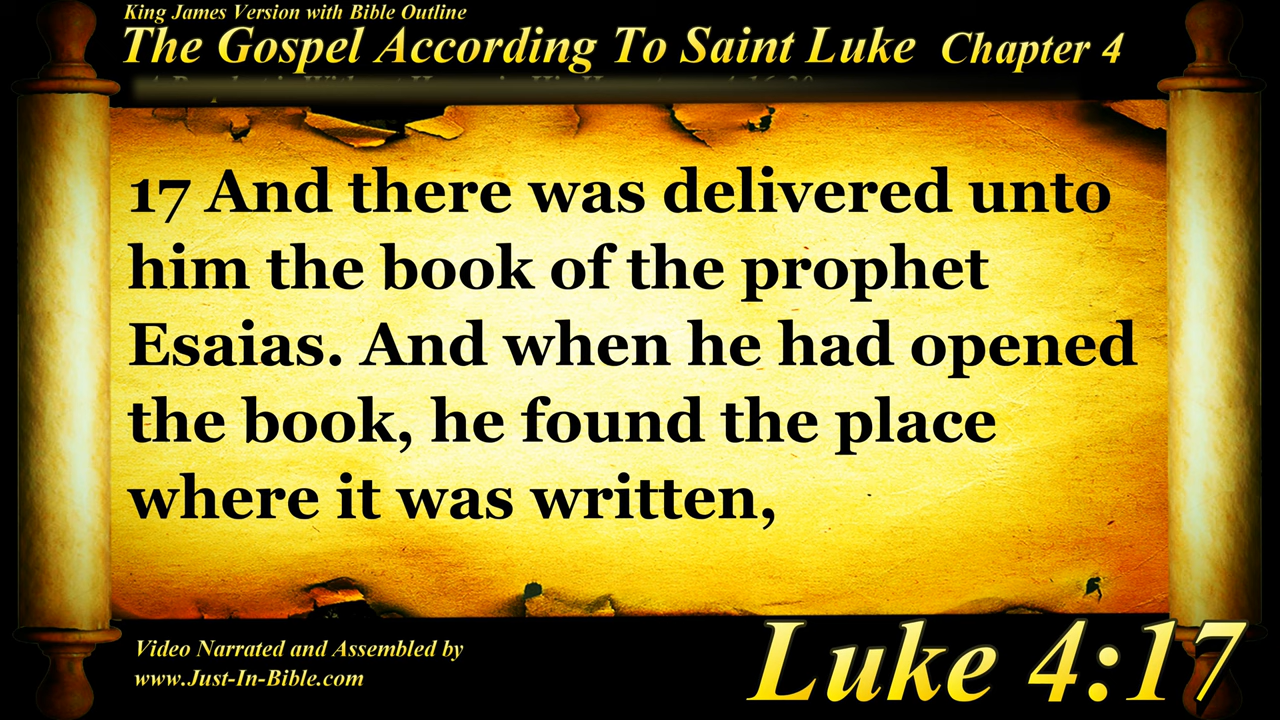 King James Version with Bible Outline
The Gospel According To Saint Luke Chapter 4
17 And there was delivered unto
him the book of the prophet
Esaias. And when he had opened
the book, he found the place
where it was written,
Video Narrated and Assembled by
www.Just-In-Bible.com
Luke 4:17